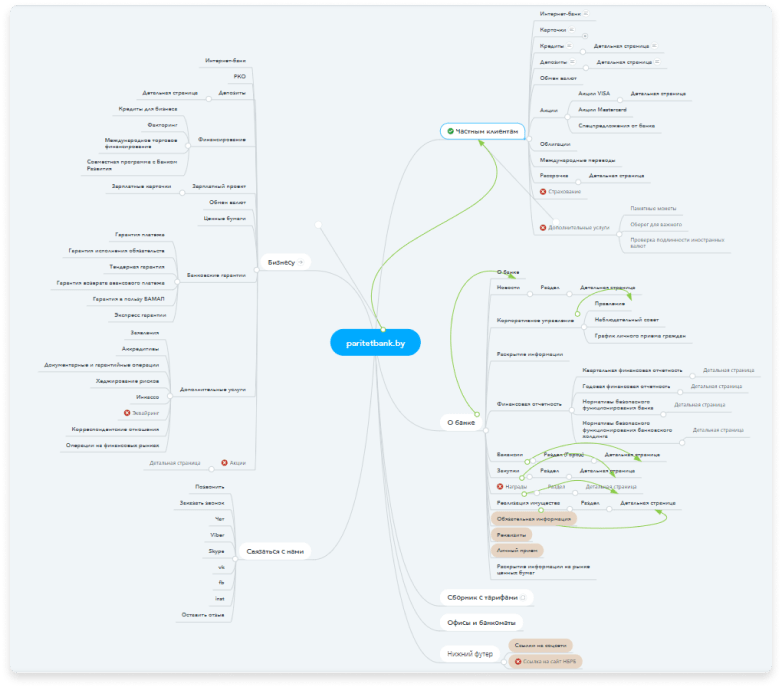 paritetbank.by
Бизнесу
Интернет-банк
РКО
Депозиты
Детальная страница
Финансирование
Кредиты для бизнеса
Факторинг
Международное торговое
финансирование
Совместная программа с Банком
Развития
Зарплатный проект
Зарплатные карточки
Обмен валют
Ценные бумаги
Банковские гарантии
Гарантия платежа
Гарантия исполнения обязательств
Тендерная гарантия
Гарантия возврата авансового платежа
Гарантия в пользу БАМАП
Экспресс гарантии
Дополнительные услуги
Заявления
Аккредитивы
Документарные и гарантийные операции
Хеджирование рисков
Инкассо
Эквайринг
Корреспондентские отношения
Операции на финансовых рынках
Акции
Детальная страница
Связаться с нами
Позвонить
Заказать звонок
Чат
Viber
Skype
vk
fb
inst
Оставить отзыв
Частным клиентам
Интернет-банк
Карточки
Кредиты
Детальная страница
Депозиты
Детальная страница
Обмен валют
Акции
Акции VISA
Детальная страница
Акции Mastercard
Спецпредложения от банка
Облигации
Международные переводы
Рассрочка
Детальная страница
Страхование
Дополнительные услуги
Памятные монеты
Оберег для важного
Проверка подлинности иностранных
валют
О банке
О банке
Новости
Раздел
Детальная страница
Корпоративное управление
Правление
Наблюдательный совет
График личного приема граждан
Раскрытие информации
Финансовая отчетность
Квартальная финансовая отчетность
Детальная страница
Годовая финансовая отчетность
Детальная страница
Нормативы безопасного
функционирования банка
Детальная страница
Нормативы безопасного
функционирования банковского
холдинга
Детальная страница
Вакансии
Раздел (Город)
Детальная страница
Закупки
Раздел
Детальная страница
Награды
Раздел
Детальная страница
Реализация имущества
Раздел
Детальная страница
Обязательная информация
Реквизиты
Личный прием
Раскрытие информации на рынке
ценных бумаг
Сборник с тарифами
Офисы и банкоматы
Нижний футер
Ссылки на соцсети
Ссылка на сайт НБРБ